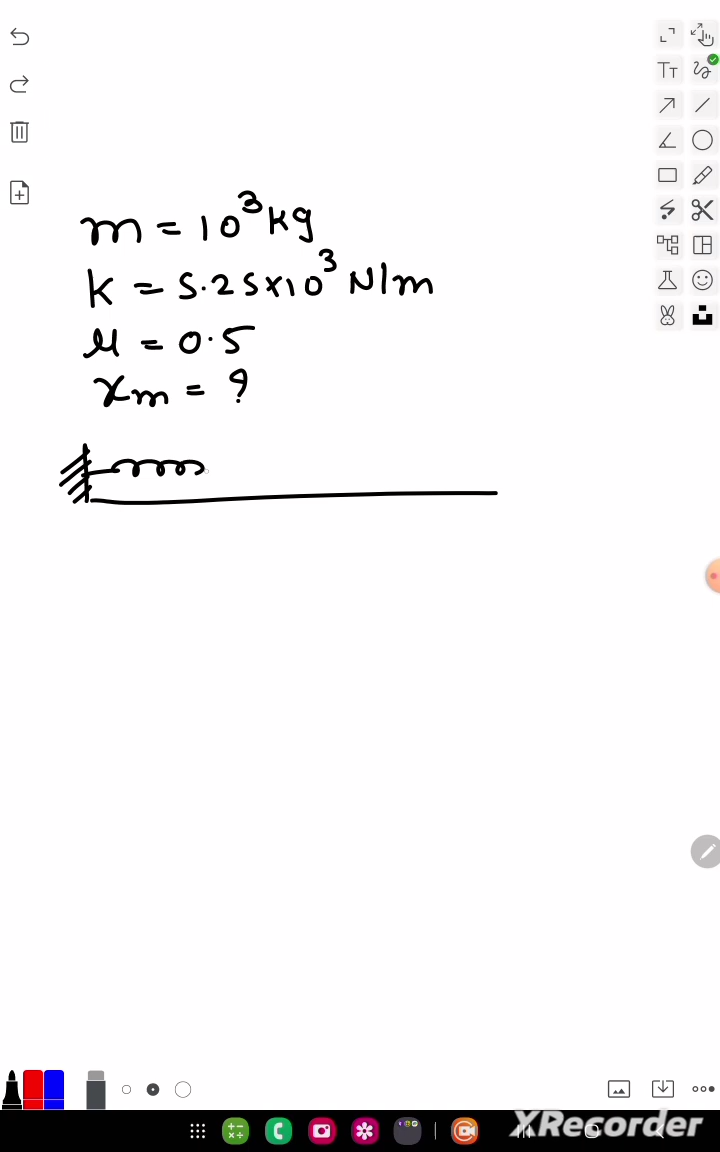 m = 10³ kg
k = 5.25×10³ N/m
μ = 0.5
xm = ?
XRecorder